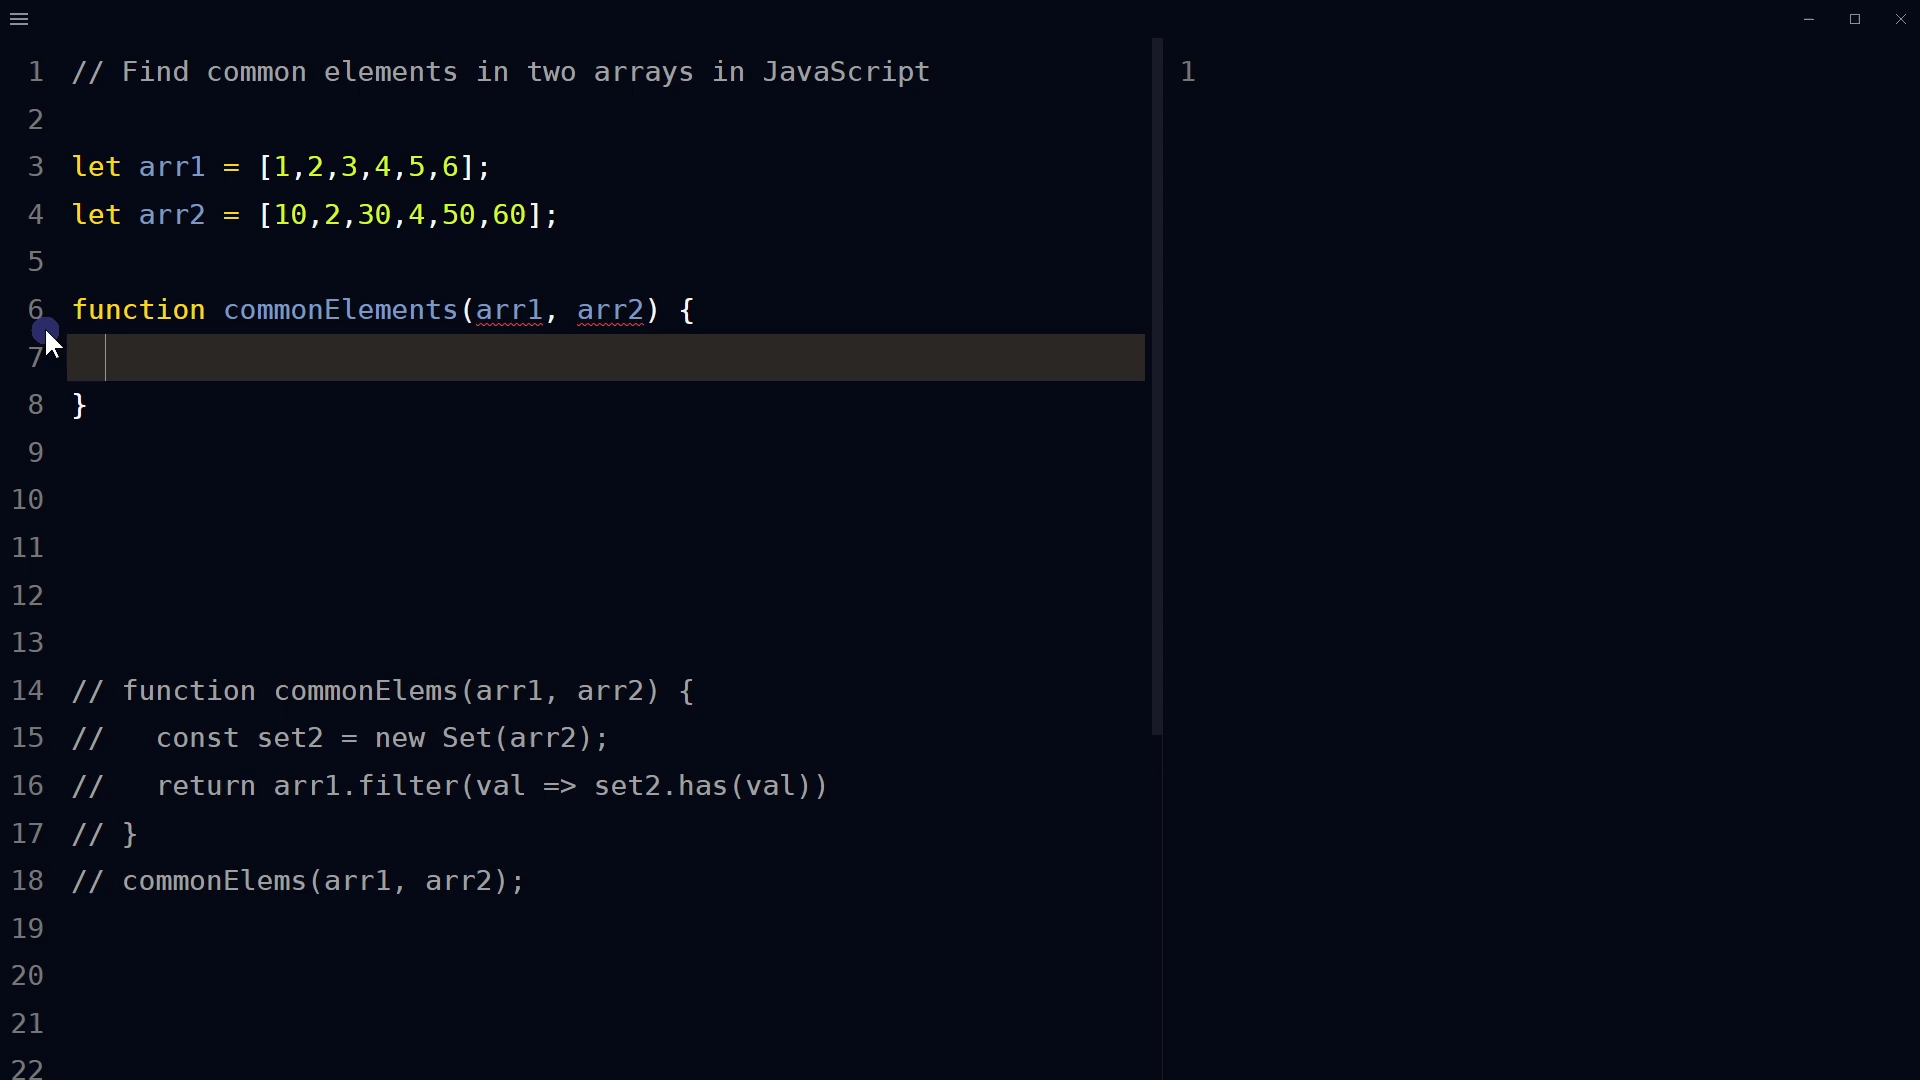 1 // Find common elements in two arrays in JavaScript
2
3 let arr1 = [1,2,3,4,5,6];
4 let arr2 = [10,2,30,4,50,60];
5
6 function commonElements(arr1, arr2) {
7
8 }
9
10
11
12
13
14 // function commonElems(arr1, arr2) {
15 //   const set2 = new Set(arr2);
16 //   return arr1.filter(val => set2.has(val))
17 // }
18 // commonElems(arr1, arr2);
19
20
21
22
1